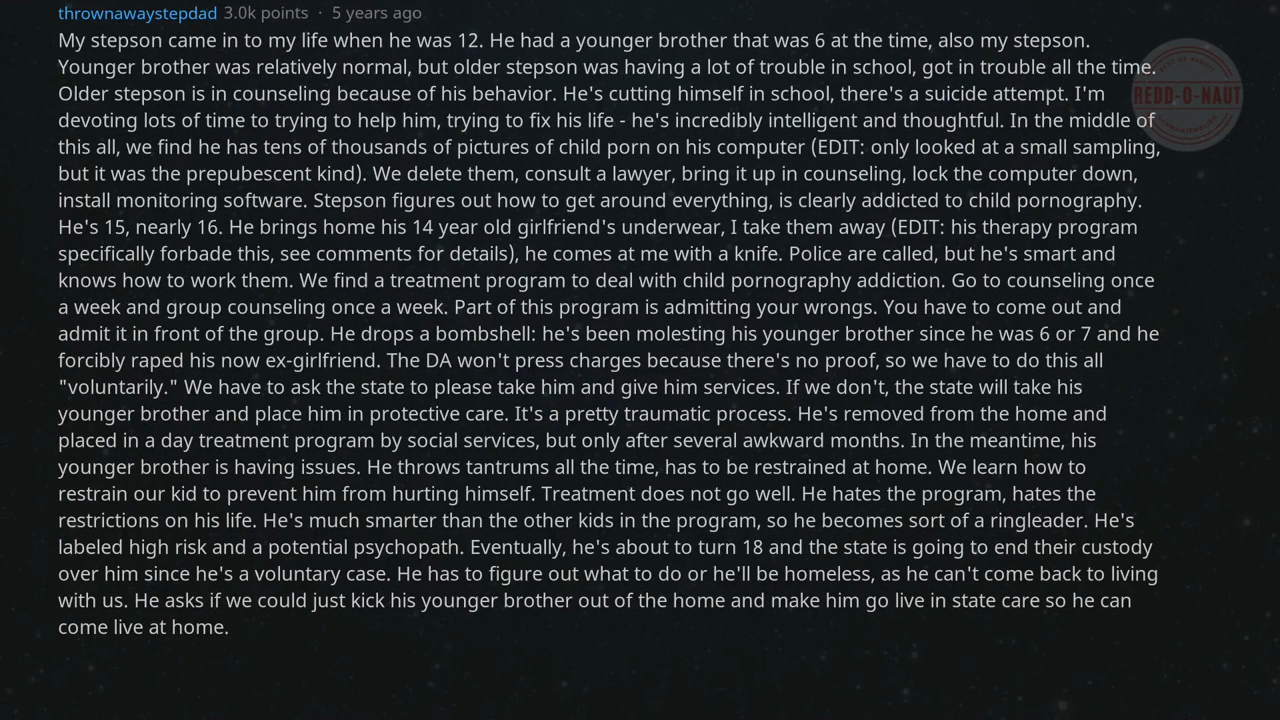 thrownawaystepdad 3.0k points · 5 years ago
My stepson came in to my life when he was 12. He had a younger brother that was 6 at the time, also my stepson.
Younger brother was relatively normal, but older stepson was having a lot of trouble in school, got in trouble all the time.
Older stepson is in counseling because of his behavior. He's cutting himself in school, there's a suicide attempt. I'm
REDD-O-NAUT
devoting lots of time to trying to help him, trying to fix his life - he's incredibly intelligent and thoughtful. In the middle of
this all, we find he has tens of thousands of pictures of child porn on his computer (EDIT: only looked at a small sampling,
but it was the prepubescent kind). We delete them, consult a lawyer, bring it up in counseling, lock the computer down,
install monitoring software. Stepson figures out how to get around everything, is clearly addicted to child pornography.
He's 15, nearly 16. He brings home his 14 year old girlfriend's underwear, I take them away (EDIT: his therapy program
specifically forbade this, see comments for details), he comes at me with a knife. Police are called, but he's smart and
knows how to work them. We find a treatment program to deal with child pornography addiction. Go to counseling once
a week and group counseling once a week. Part of this program is admitting your wrongs. You have to come out and
admit it in front of the group. He drops a bombshell: he's been molesting his younger brother since he was 6 or 7 and he
forcibly raped his now ex-girlfriend. The DA won't press charges because there's no proof, so we have to do this all
"voluntarily." We have to ask the state to please take him and give him services. If we don't, the state will take his
younger brother and place him in protective care. It's a pretty traumatic process. He's removed from the home and
placed in a day treatment program by social services, but only after several awkward months. In the meantime, his
younger brother is having issues. He throws tantrums all the time, has to be restrained at home. We learn how to
restrain our kid to prevent him from hurting himself. Treatment does not go well. He hates the program, hates the
restrictions on his life. He's much smarter than the other kids in the program, so he becomes sort of a ringleader. He's
labeled high risk and a potential psychopath. Eventually, he's about to turn 18 and the state is going to end their custody
over him since he's a voluntary case. He has to figure out what to do or he'll be homeless, as he can't come back to living
with us. He asks if we could just kick his younger brother out of the home and make him go live in state care so he can
come live at home.